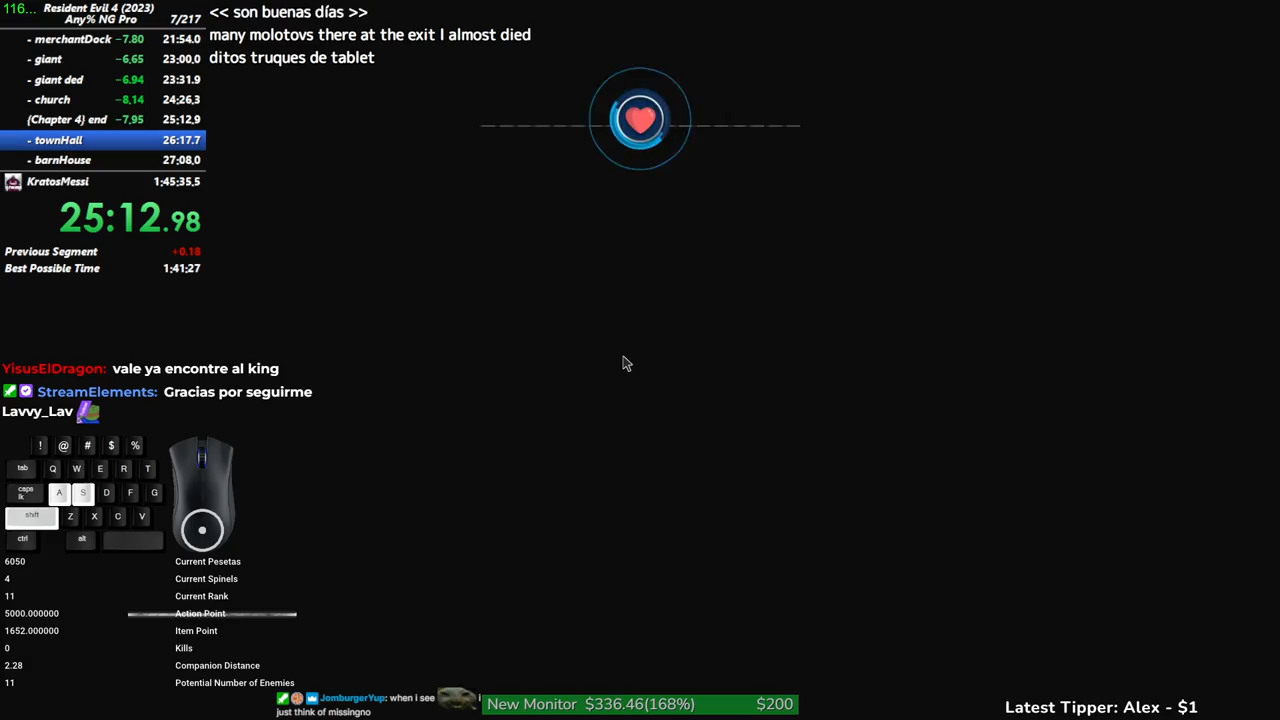 116...
Resident Evil 4 (2023)
Any% NG Pro 7/217
- merchantDock -7.80 21:54.0
- giant -6.65 23:00.0
- giant ded -6.94 23:31.9
- church -8.14 24:26.3
{Chapter 4} end -7.95 25:12.9
- townHall 26:17.7
- barnHouse 27:08.0
KratosMessi 1:45:35.5
25:12.98
Previous Segment +0.18
Best Possible Time 1:41:27
<< son buenas días >>
many molotovs there at the exit I almost died
ditos truques de tablet
YisusElDragon: vale ya encontre al king
StreamElements: Gracias por seguirme
Lavvy_Lav
! @ # $ %
tab Q W E R T
caps lk A S D F G
shift Z X C V
ctrl alt
6050 Current Pesetas
4 Current Spinels
11 Current Rank
5000.000000 Action Point
1652.000000 Item Point
0 Kills
2.28 Companion Distance
11 Potential Number of Enemies
JomburgerYup: when i see i
just think of missingno
New Monitor $336.46(168%) $200
Latest Tipper: Alex - $1